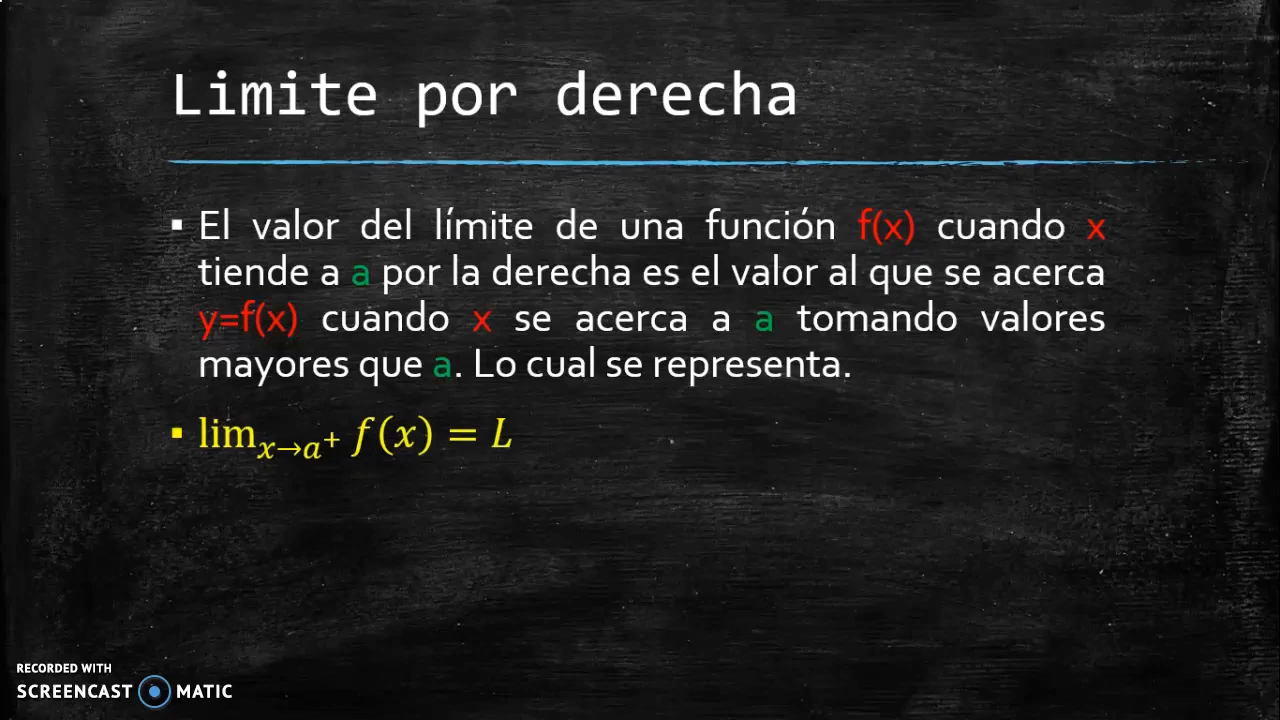 Limite por derecha
▪ El valor del límite de una función f(x) cuando x
tiende a a por la derecha es el valor al que se acerca
y=f(x) cuando x se acerca a a tomando valores
mayores que a. Lo cual se representa.
▪ lim_{x→a⁺} f(x) = L
RECORDED WITH
SCREENCAST MATIC